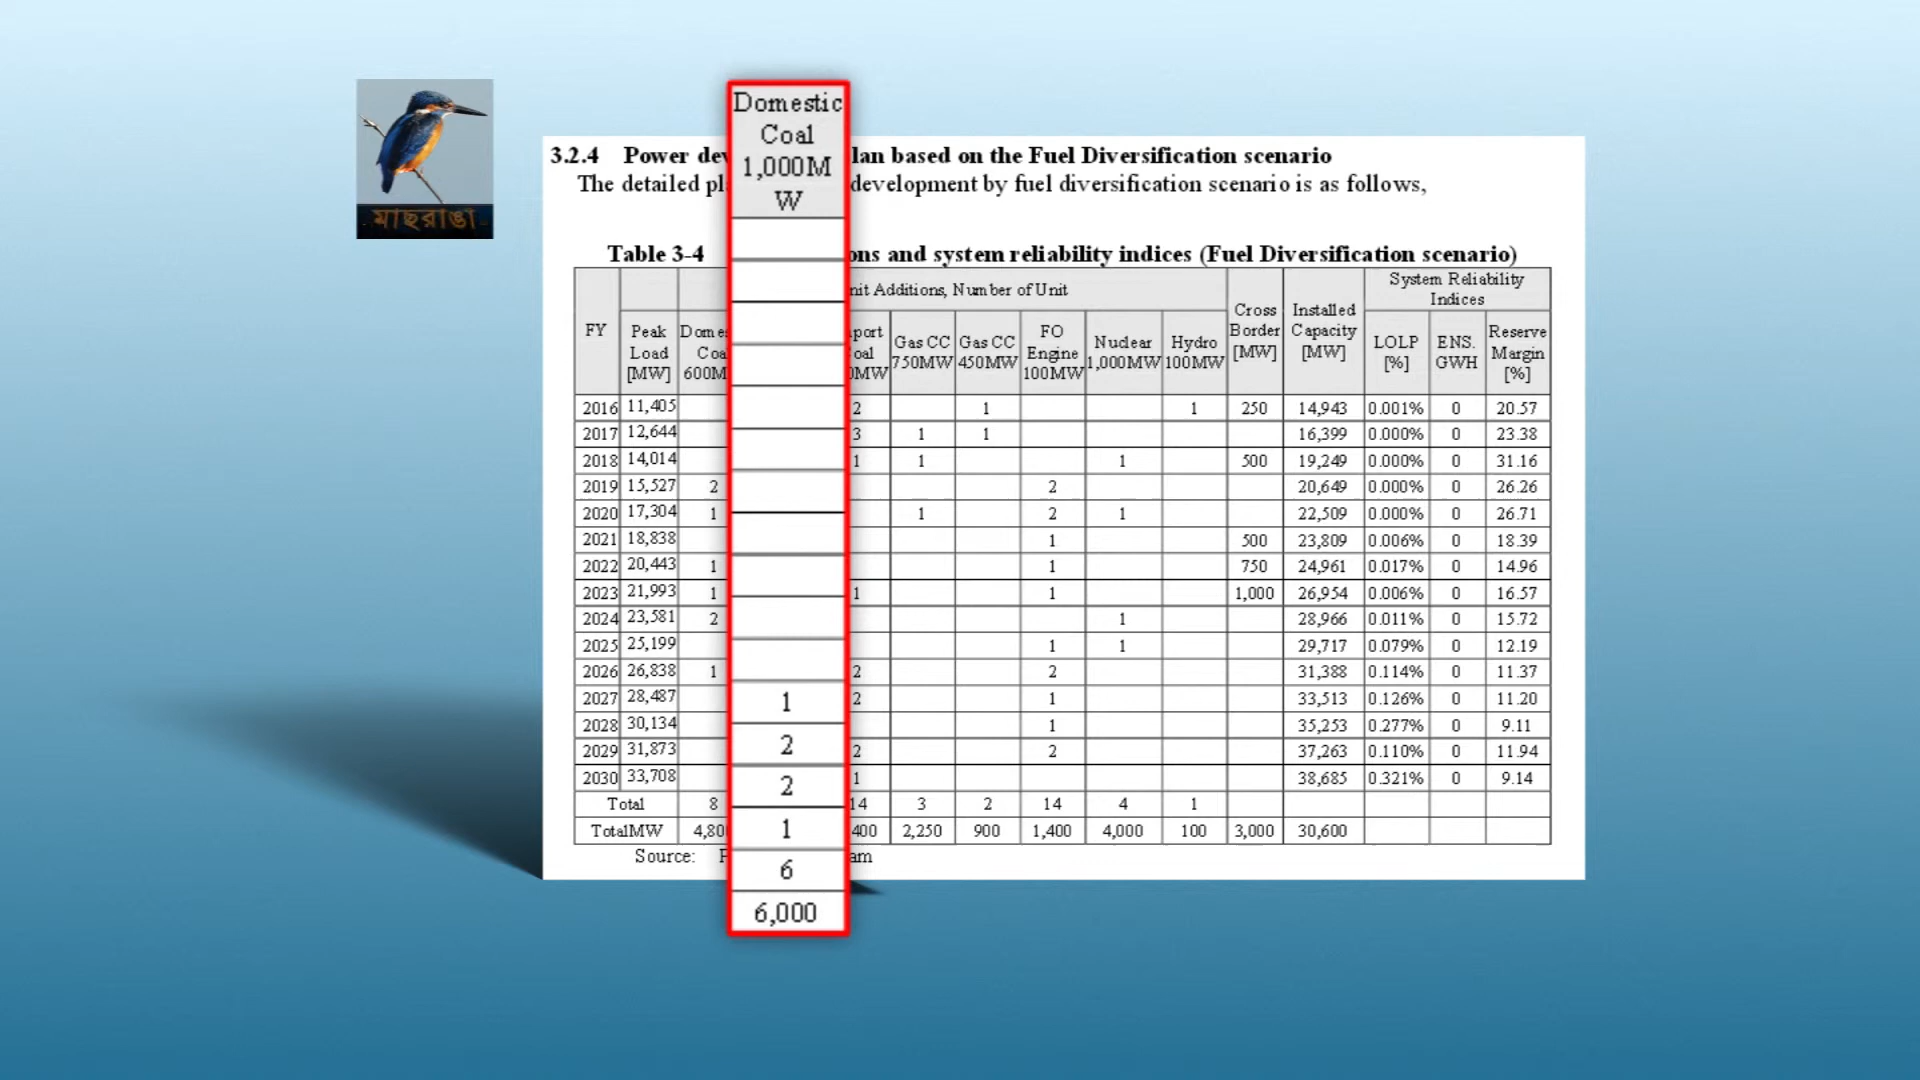 মাছরাঙা
Domestic
Coal
1,000M
W
3.2.4 Power dev lan based on the Fuel Diversification scenario
The detailed pl development by fuel diversification scenario is as follows,
Table 3-4 ons and system reliability indices (Fuel Diversification scenario)
nit Additions, Number of Unit
System Reliability
Indices
FY
Peak
Load
[MW]
Domes
Coa
600M
port
oal
0MW
Gas CC
750MW
Gas CC
450MW
FO
Engine
100MW
Nuclear
1,000MW
Hydro
100MW
Cross
Border
[MW]
Installed
Capacity
[MW]
LOLP
[%]
ENS.
GWH
Reserve
Margin
[%]
2016 11,405 2 1 1 250 14,943 0.001% 0 20.57
2017 12,644 3 1 1 16,399 0.000% 0 23.38
2018 14,014 1 1 1 500 19,249 0.000% 0 31.16
2019 15,527 2 2 20,649 0.000% 0 26.26
2020 17,304 1 1 2 1 22,509 0.000% 0 26.71
2021 18,838 1 500 23,809 0.006% 0 18.39
2022 20,443 1 1 750 24,961 0.017% 0 14.96
2023 21,993 1 1 1 1,000 26,954 0.006% 0 16.57
2024 23,581 2 1 28,966 0.011% 0 15.72
2025 25,199 1 1 29,717 0.079% 0 12.19
2026 26,838 1 2 2 31,388 0.114% 0 11.37
2027 28,487 1 2 1 33,513 0.126% 0 11.20
2028 30,134 2 1 35,253 0.277% 0 9.11
2029 31,873 2 2 2 37,263 0.110% 0 11.94
2030 33,708 1 1 38,685 0.321% 0 9.14
Total 8 6 14 3 2 14 4 1
TotalMW 4,80 6,000 400 2,250 900 1,400 4,000 100 3,000 30,600
Source: P am